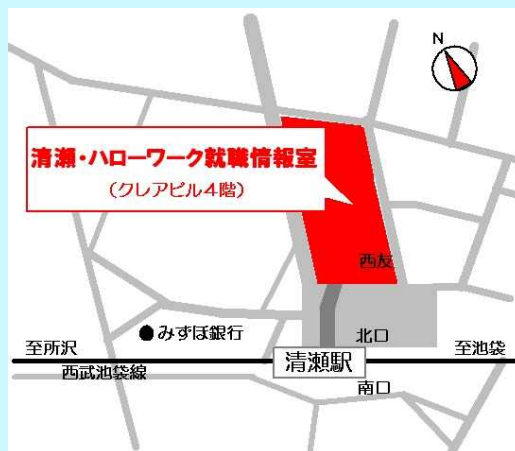 N
清瀬・ハローワーク就職情報室
(クレアビル4階)
西友
みずほ銀行
北口
至所沢
至池袋
清瀬駅
西武池袋線
南口